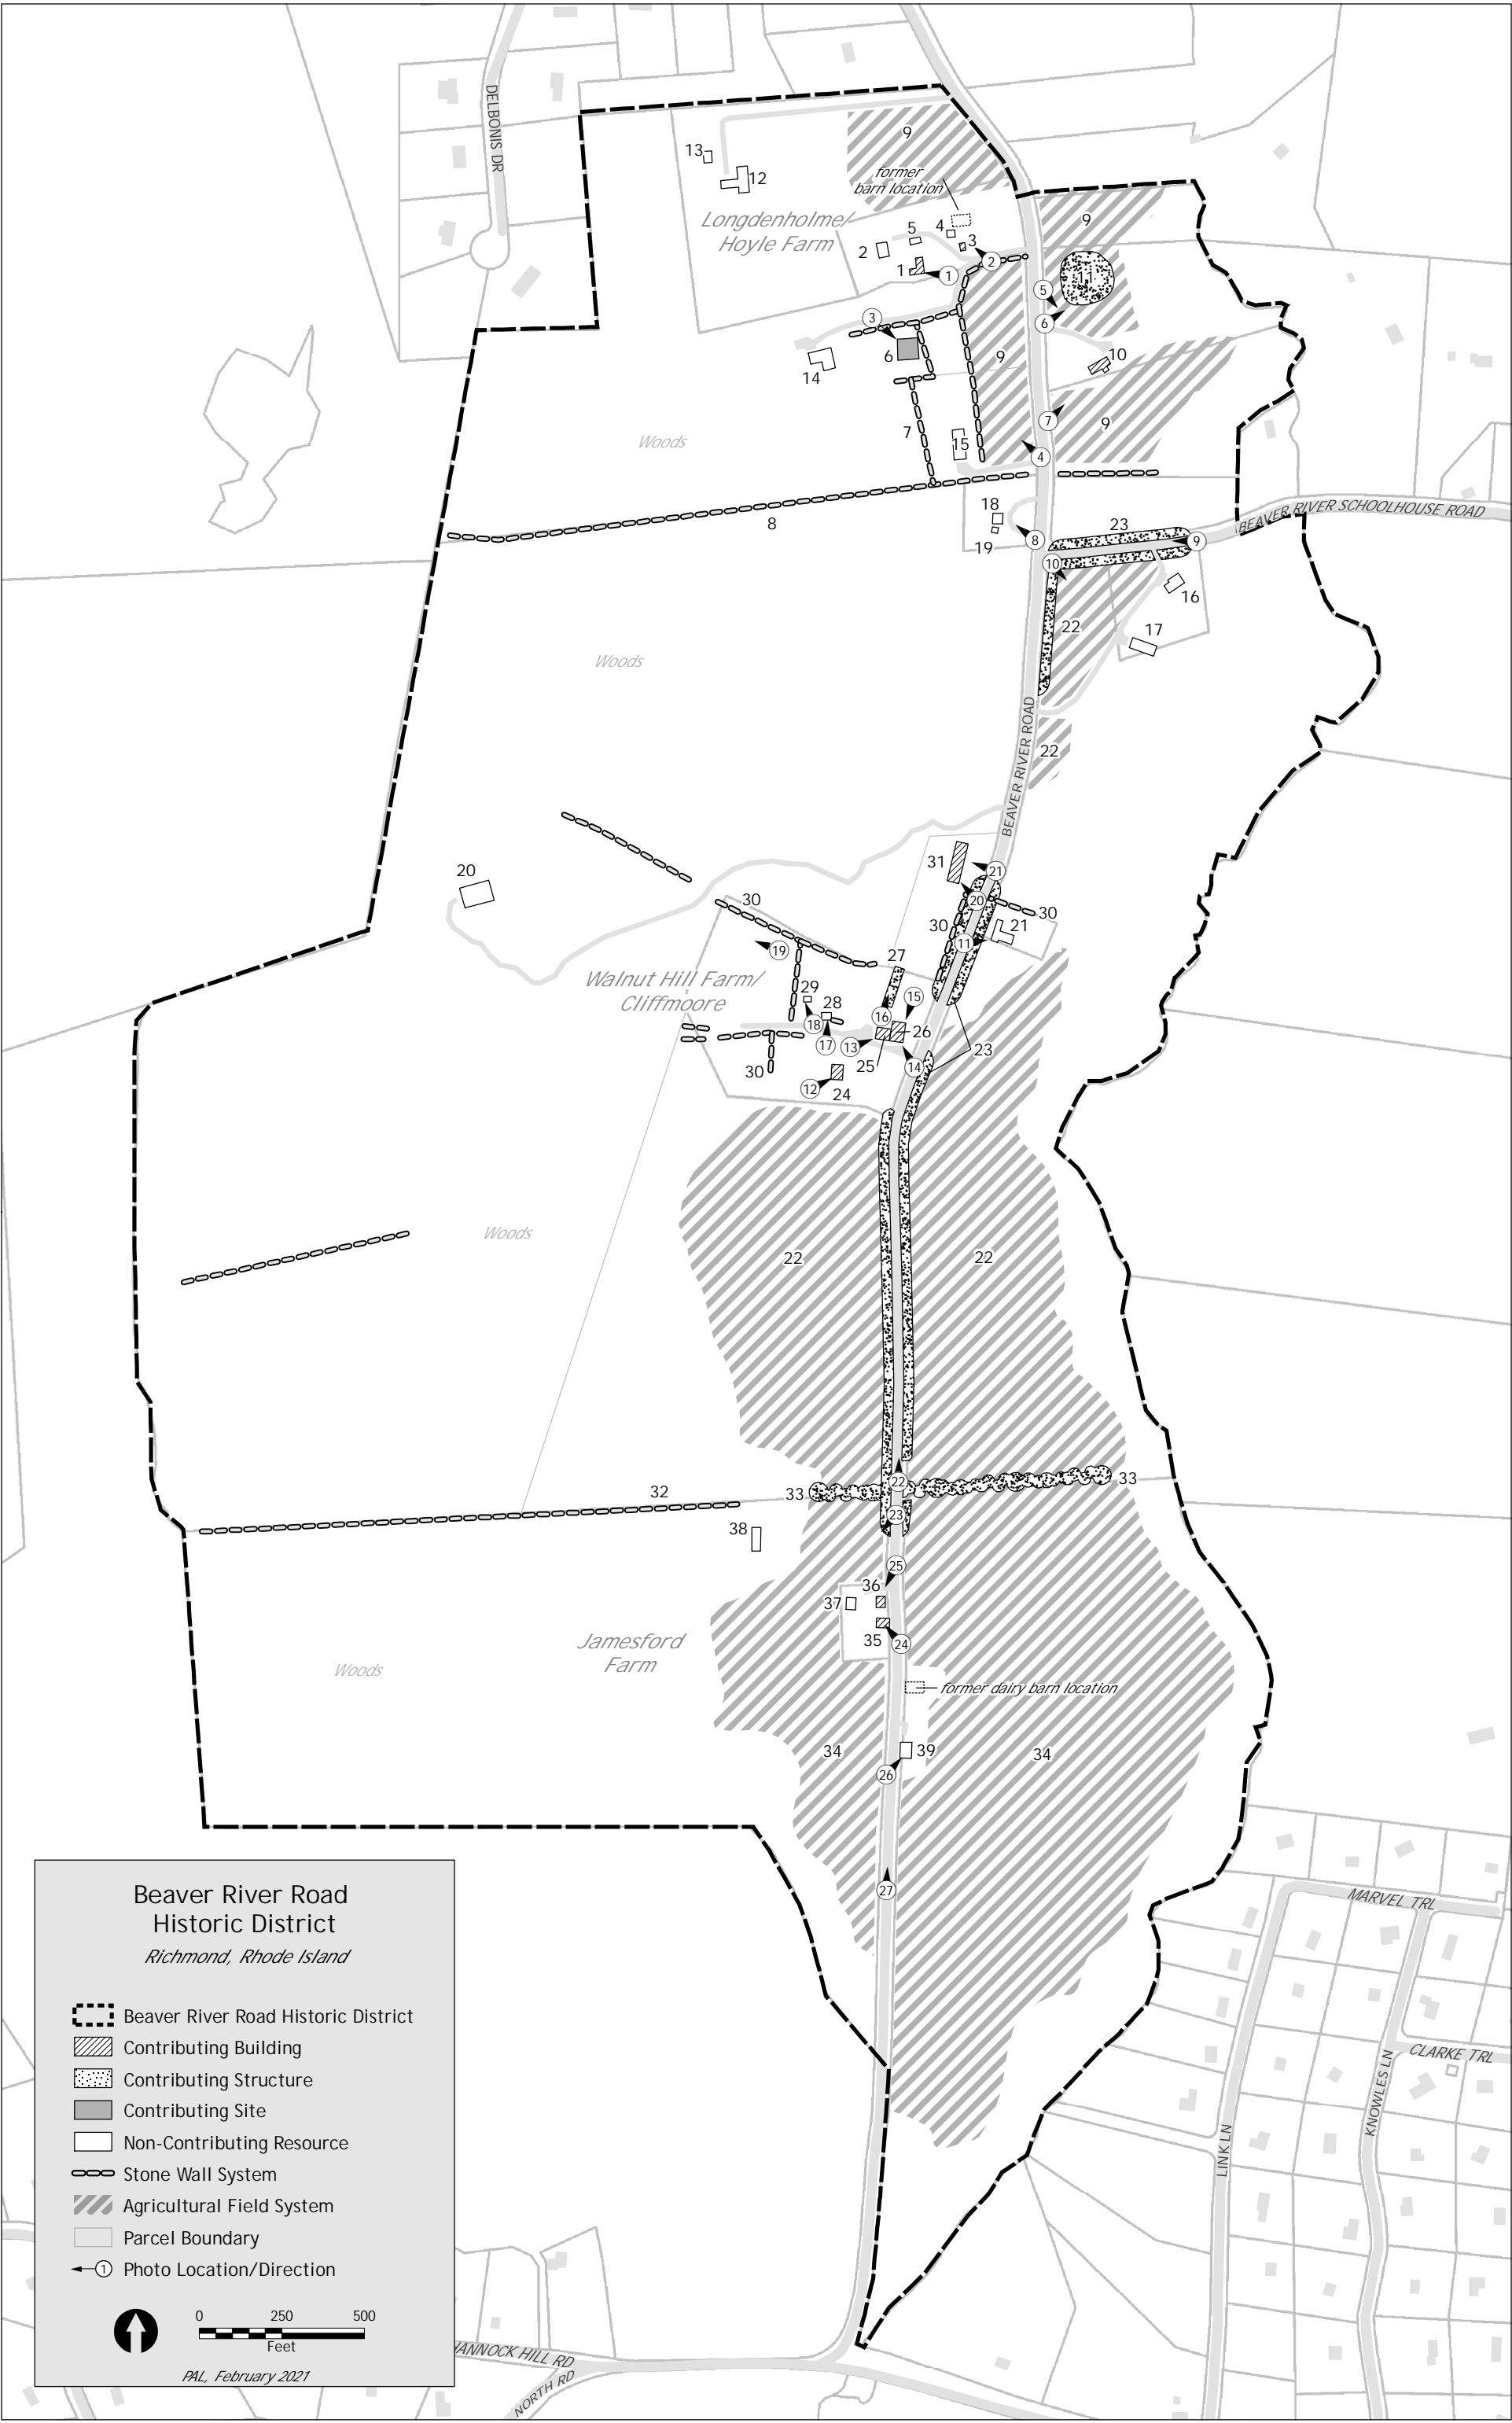 DELBONIS DR
9
13
12
former
barn location
Longdenholme/
Hoyle Farm
9
5
4
3
2
2
1
1
11
5
3
6
6
10
9
14
7
9
7
15
4
Woods
18
8
23
BEAVER RIVER SCHOOLHOUSE ROAD
19
8
9
10
16
22
17
Woods
BEAVER RIVER ROAD
22
31
21
20
20
30
30
30
21
11
19
27
Walnut Hill Farm/
Cliffmoore
29
28
15
16
18
26
17
13
23
25
14
30
12
24
Woods
22
22
33
22
32
33
23
38
25
36
37
35
24
Jamesford
Farm
Woods
former dairy barn location
34
39
34
26
27
MARVEL TRL
CLARKE TRL
KNOWLES LN
LINK LN
Beaver River Road
Historic District
Richmond, Rhode Island
Beaver River Road Historic District
Contributing Building
Contributing Structure
Contributing Site
Non-Contributing Resource
Stone Wall System
Agricultural Field System
Parcel Boundary
1 Photo Location/Direction
0 250 500
Feet
PAL, February 2021
HANNOCK HILL RD
NORTH RD